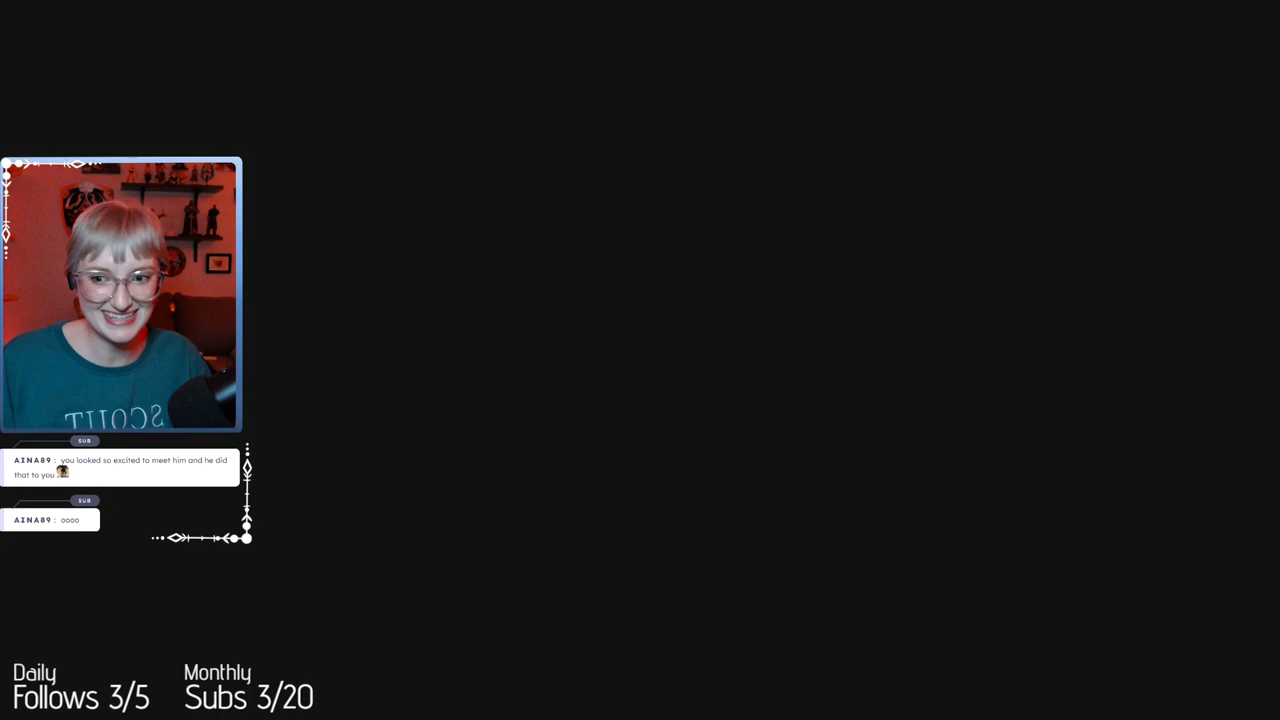 SCOUT
SUB
AINA89 : you looked so excited to meet him and he did
that to you
SUB
AINA89 : oooo
Daily
Follows 3/5
Monthly
Subs 3/20